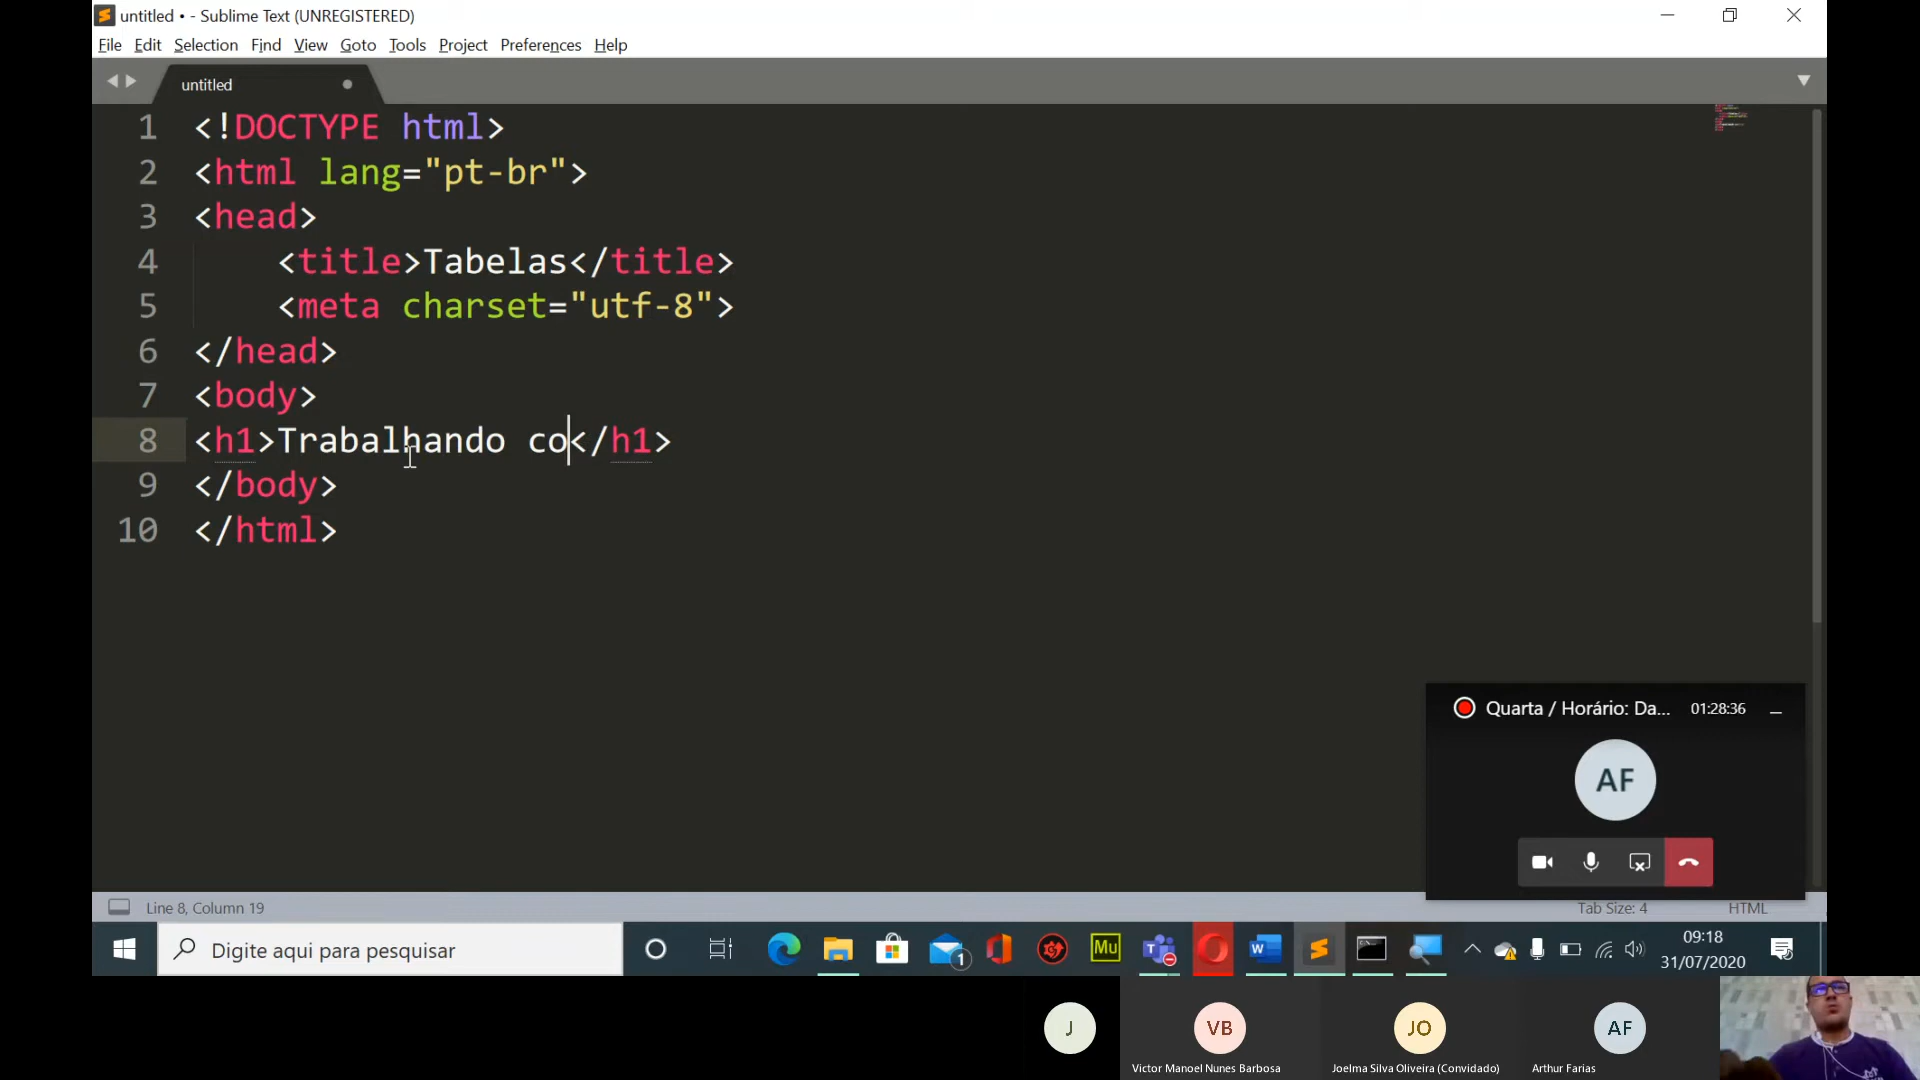 untitled • - Sublime Text (UNREGISTERED)
File Edit Selection Find View Goto Tools Project Preferences Help
untitled
1 <!DOCTYPE html>
2 <html lang="pt-br">
3 <head>
4 <title>Tabelas</title>
5 <meta charset="utf-8">
6 </head>
7 <body>
8 <h1>Trabalhando co</h1>
9 </body>
10 </html>
Quarta / Horário: Da... 01:28:36
AF
Line 8, Column 19
Tab Size: 4 HTML
Digite aqui para pesquisar
1
Mu
09:18
31/07/2020
J
VB
JO
AF
Victor Manoel Nunes Barbosa
Joelma Silva Oliveira (Convidado)
Arthur Farias